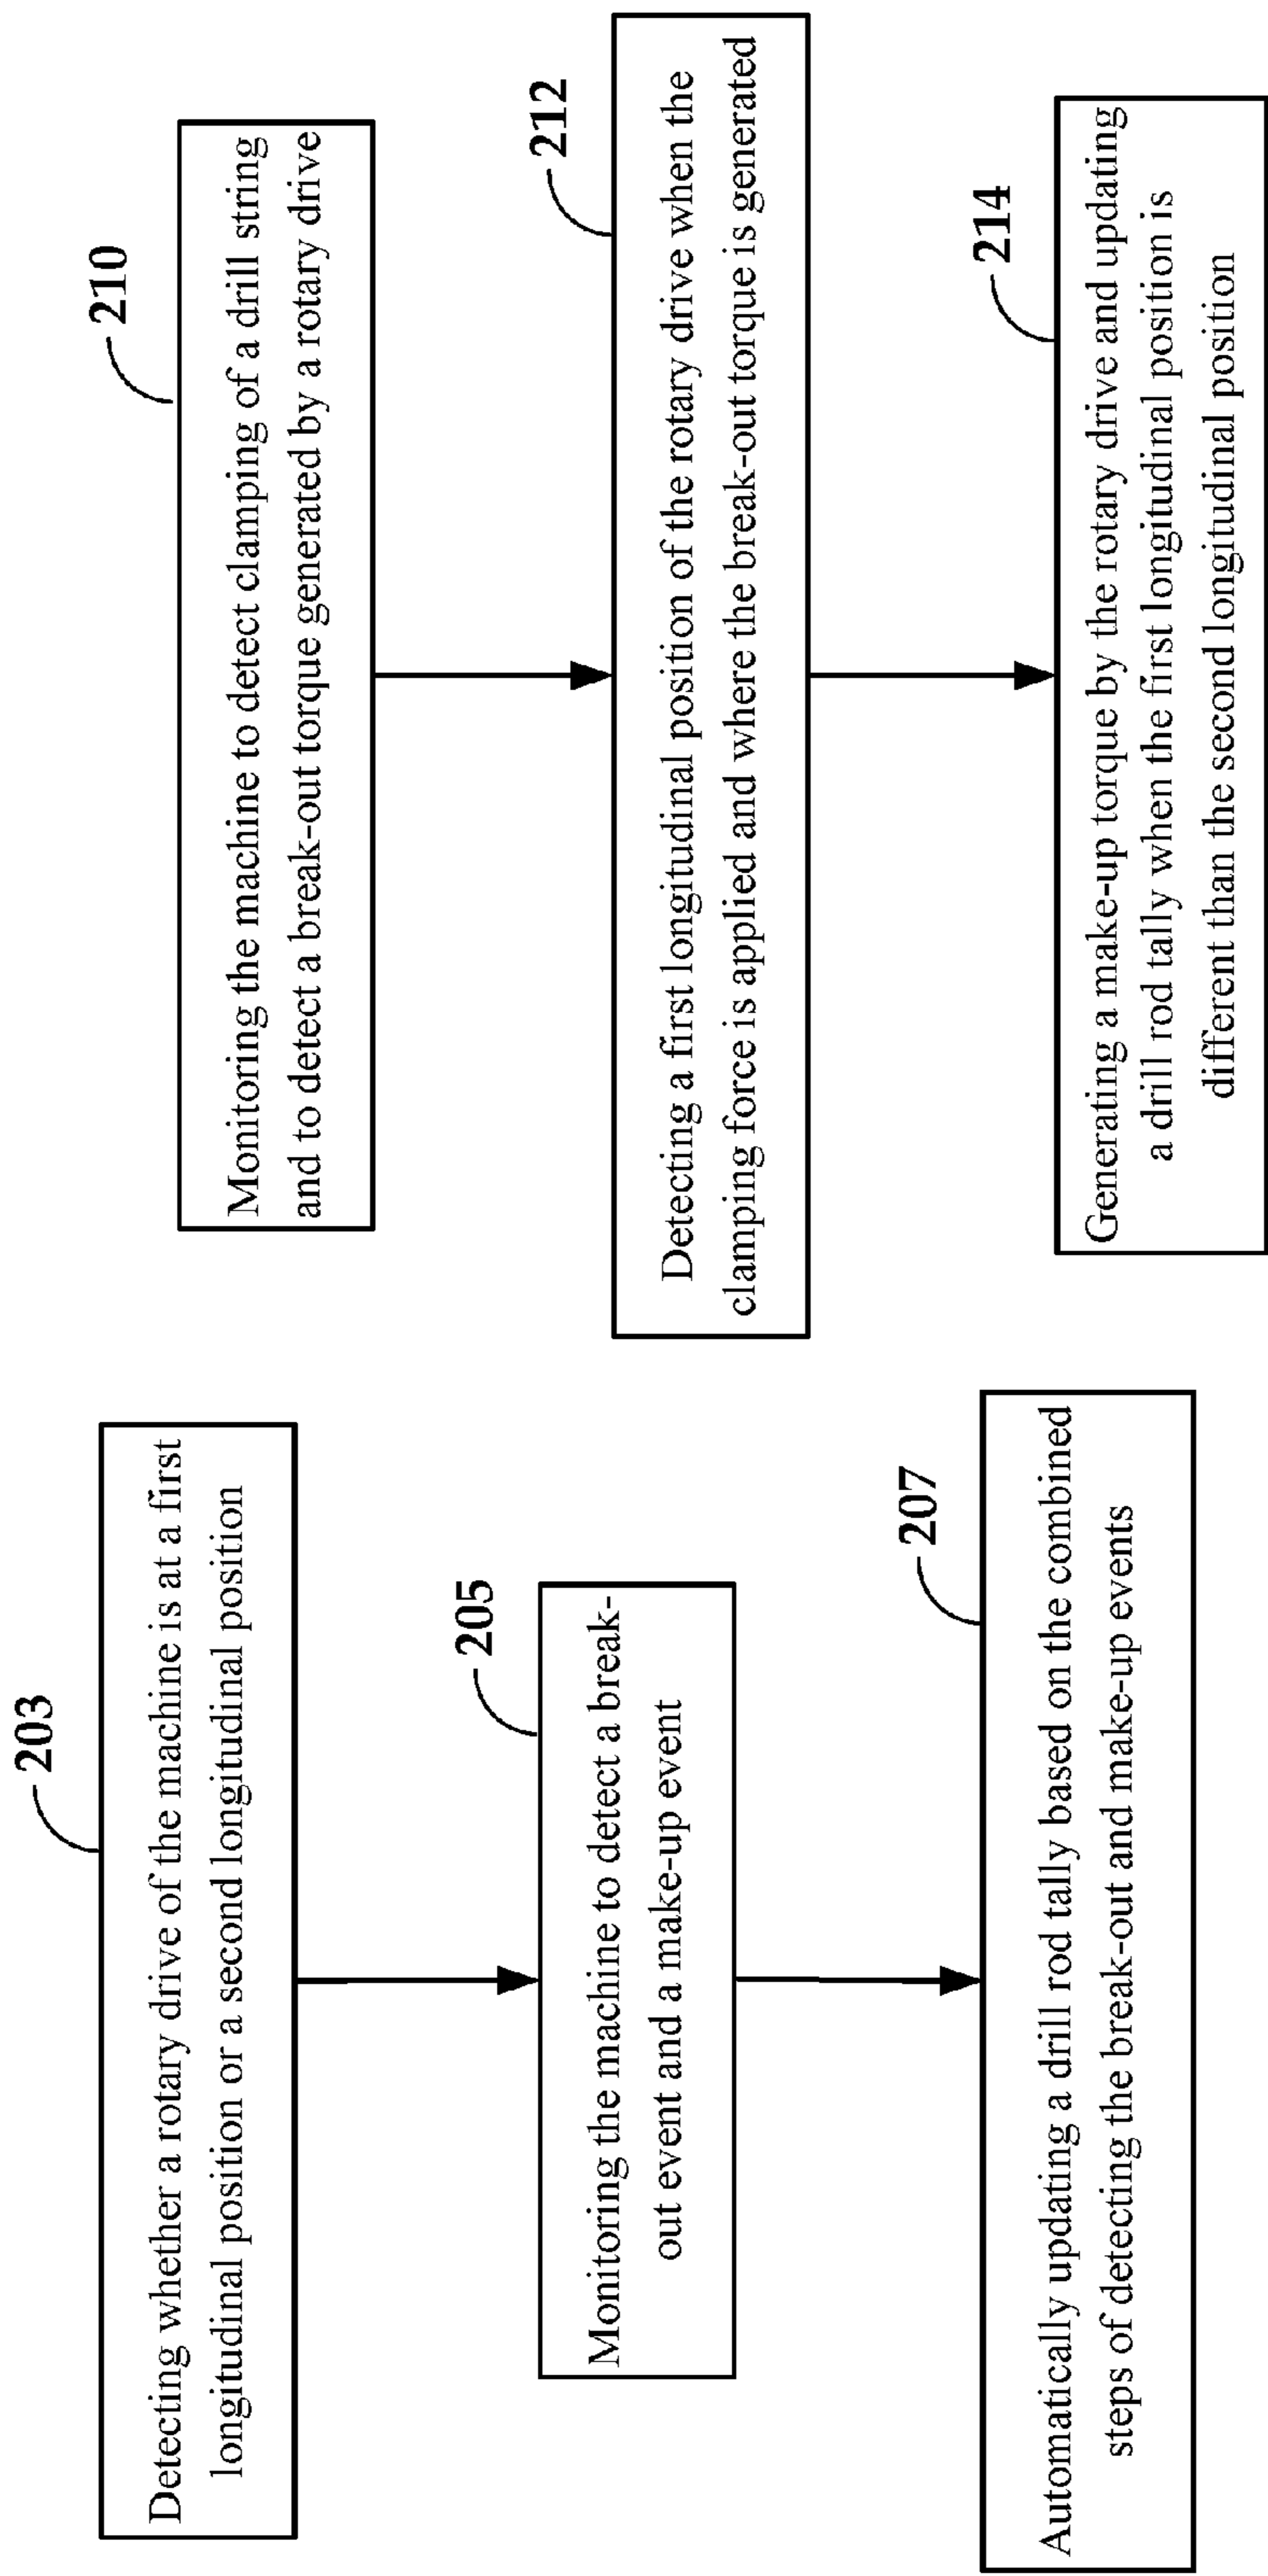 203
Detecting whether a rotary drive of the machine is at a first
longitudinal position or a second longitudinal position
205
Monitoring the machine to detect a break-
out event and a make-up event
207
Automatically updating a drill rod tally based on the combined
steps of detecting the break-out and make-up events
210
Monitoring the machine to detect clamping of a drill string
and to detect a break-out torque generated by a rotary drive
212
Detecting a first longitudinal position of the rotary drive when the
clamping force is applied and where the break-out torque is generated
214
Generating a make-up torque by the rotary drive and updating
a drill rod tally when the first longitudinal position is
different than the second longitudinal position